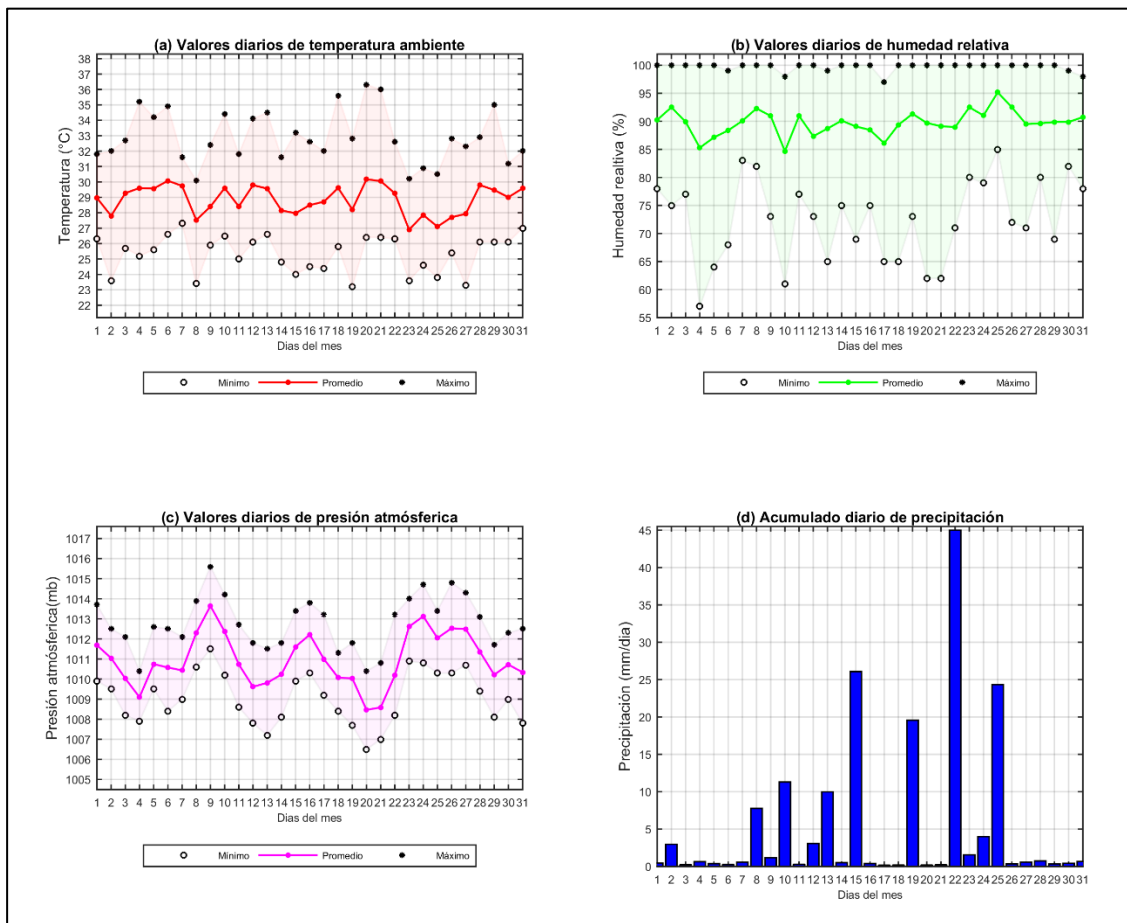 (a) Valores diarios de temperatura ambiente
38
37
36
35
34
33
32
31
30
29
28
27
26
25
24
23
22
Temperatura (°C)
1 2 3 4 5 6 7 8 9 10 11 12 13 14 15 16 17 18 19 20 21 22 23 24 25 26 27 28 29 30 31
Dias del mes
Mínimo Promedio Máximo
(b) Valores diarios de humedad relativa
100
95
90
85
80
75
70
65
60
55
Humedad realtiva (%)
1 2 3 4 5 6 7 8 9 10 11 12 13 14 15 16 17 18 19 20 21 22 23 24 25 26 27 28 29 30 31
Dias del mes
Mínimo Promedio Máximo
(c) Valores diarios de presión atmósferica
1017
1016
1015
1014
1013
1012
1011
1010
1009
1008
1007
1006
1005
Presión atmósferica(mb)
1 2 3 4 5 6 7 8 9 10 11 12 13 14 15 16 17 18 19 20 21 22 23 24 25 26 27 28 29 30 31
Dias del mes
Mínimo Promedio Máximo
(d) Acumulado diario de precipitación
45
40
35
30
25
20
15
10
5
0
Precipitación (mm/dia)
1 2 3 4 5 6 7 8 9 10 11 12 13 14 15 16 17 18 19 20 21 22 23 24 25 26 27 28 29 30 31
Dias del mes